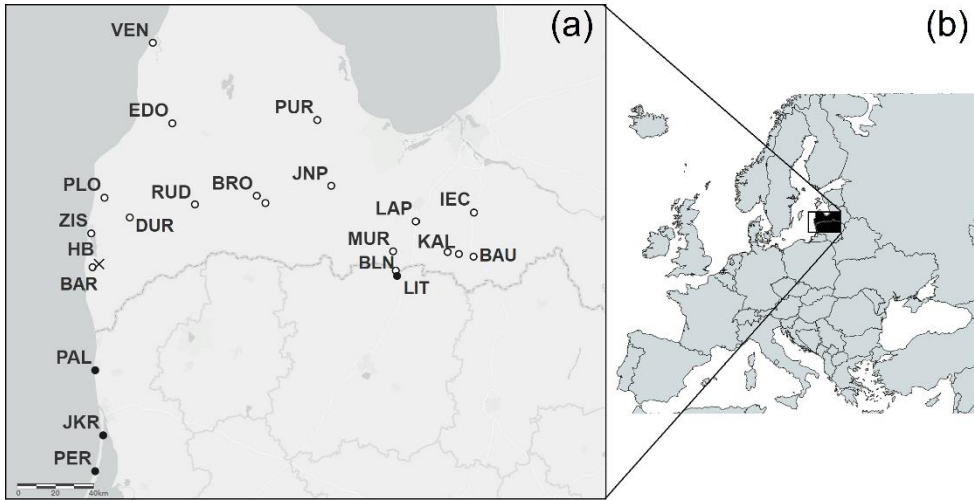 (a)
(b)
VEN
EDO
PUR
PLO
RUD
BRO
JNP
ZIS
DUR
LAP
IEC
HB
MUR
KAL
BAU
BAR
BLN
LIT
PAL
JKR
PER
0 20 40km